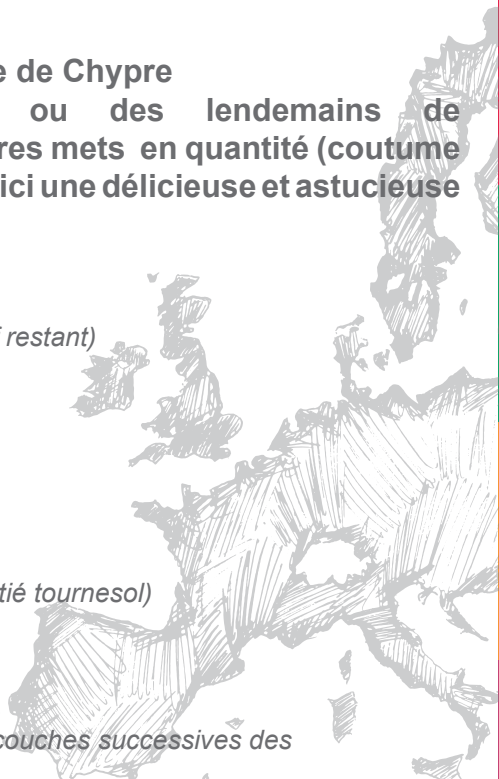 e de Chypre
ou des lendemains de
res mets en quantité (coutume
ici une délicieuse et astucieuse
restant)
tié tournesol)
couches successives des